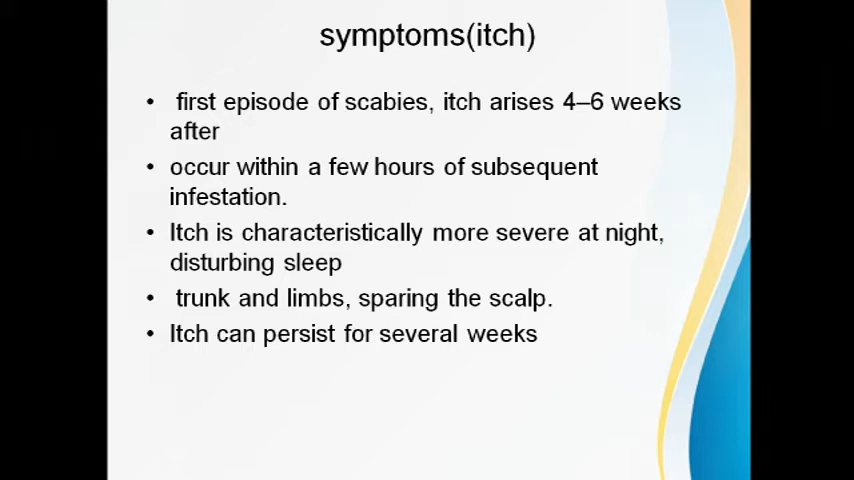 symptoms(itch)
• first episode of scabies, itch arises 4–6 weeks
after
• occur within a few hours of subsequent
infestation.
• Itch is characteristically more severe at night,
disturbing sleep
• trunk and limbs, sparing the scalp.
• Itch can persist for several weeks